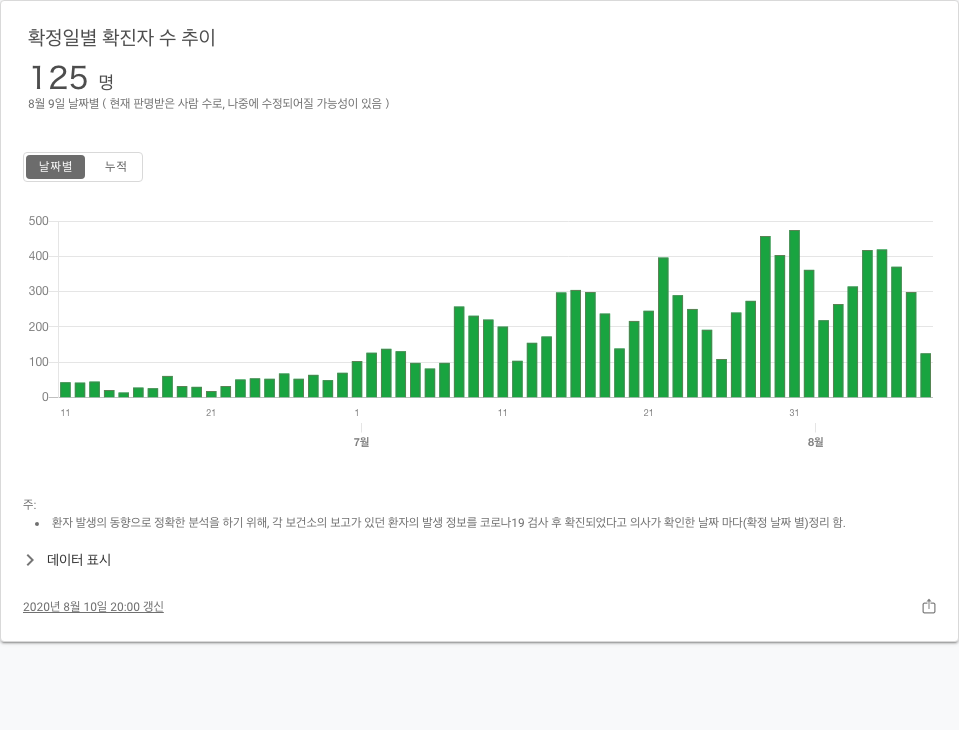 확정일별 확진자 수 추이
125 명
8월 9일 날짜별 ( 현재 판명받은 사람 수로, 나중에 수정되어질 가능성이 있음 )
날짜별 누적
500
400
300
200
100
0
11 21 1 11 21 31
7월 8월
주:
• 환자 발생의 동향으로 정확한 분석을 하기 위해, 각 보건소의 보고가 있던 환자의 발생 정보를 코로나19 검사 후 확진되었다고 의사가 확인한 날짜 마다(확정 날짜 별)정리 함.
데이터 표시
2020년 8월 10일 20:00 갱신